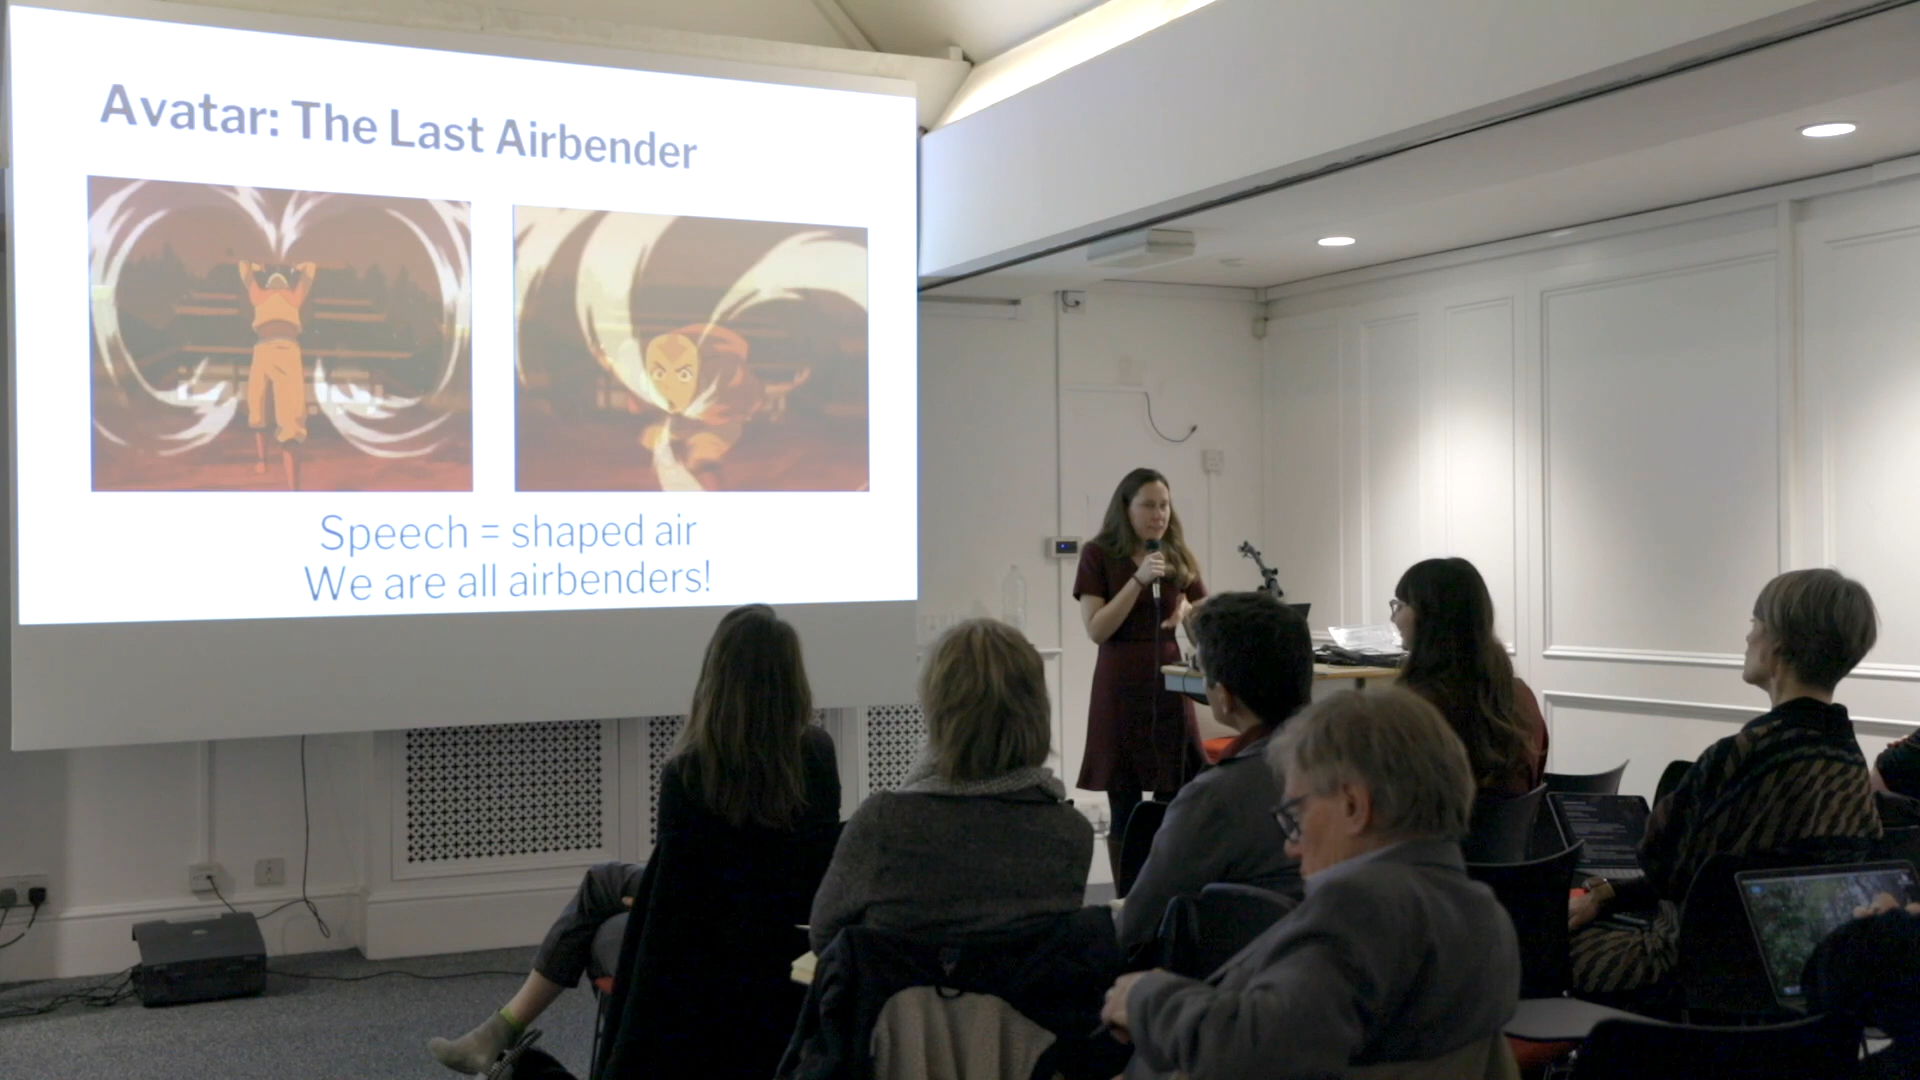 Avatar: The Last Airbender
Speech = shaped air
We are all airbenders!